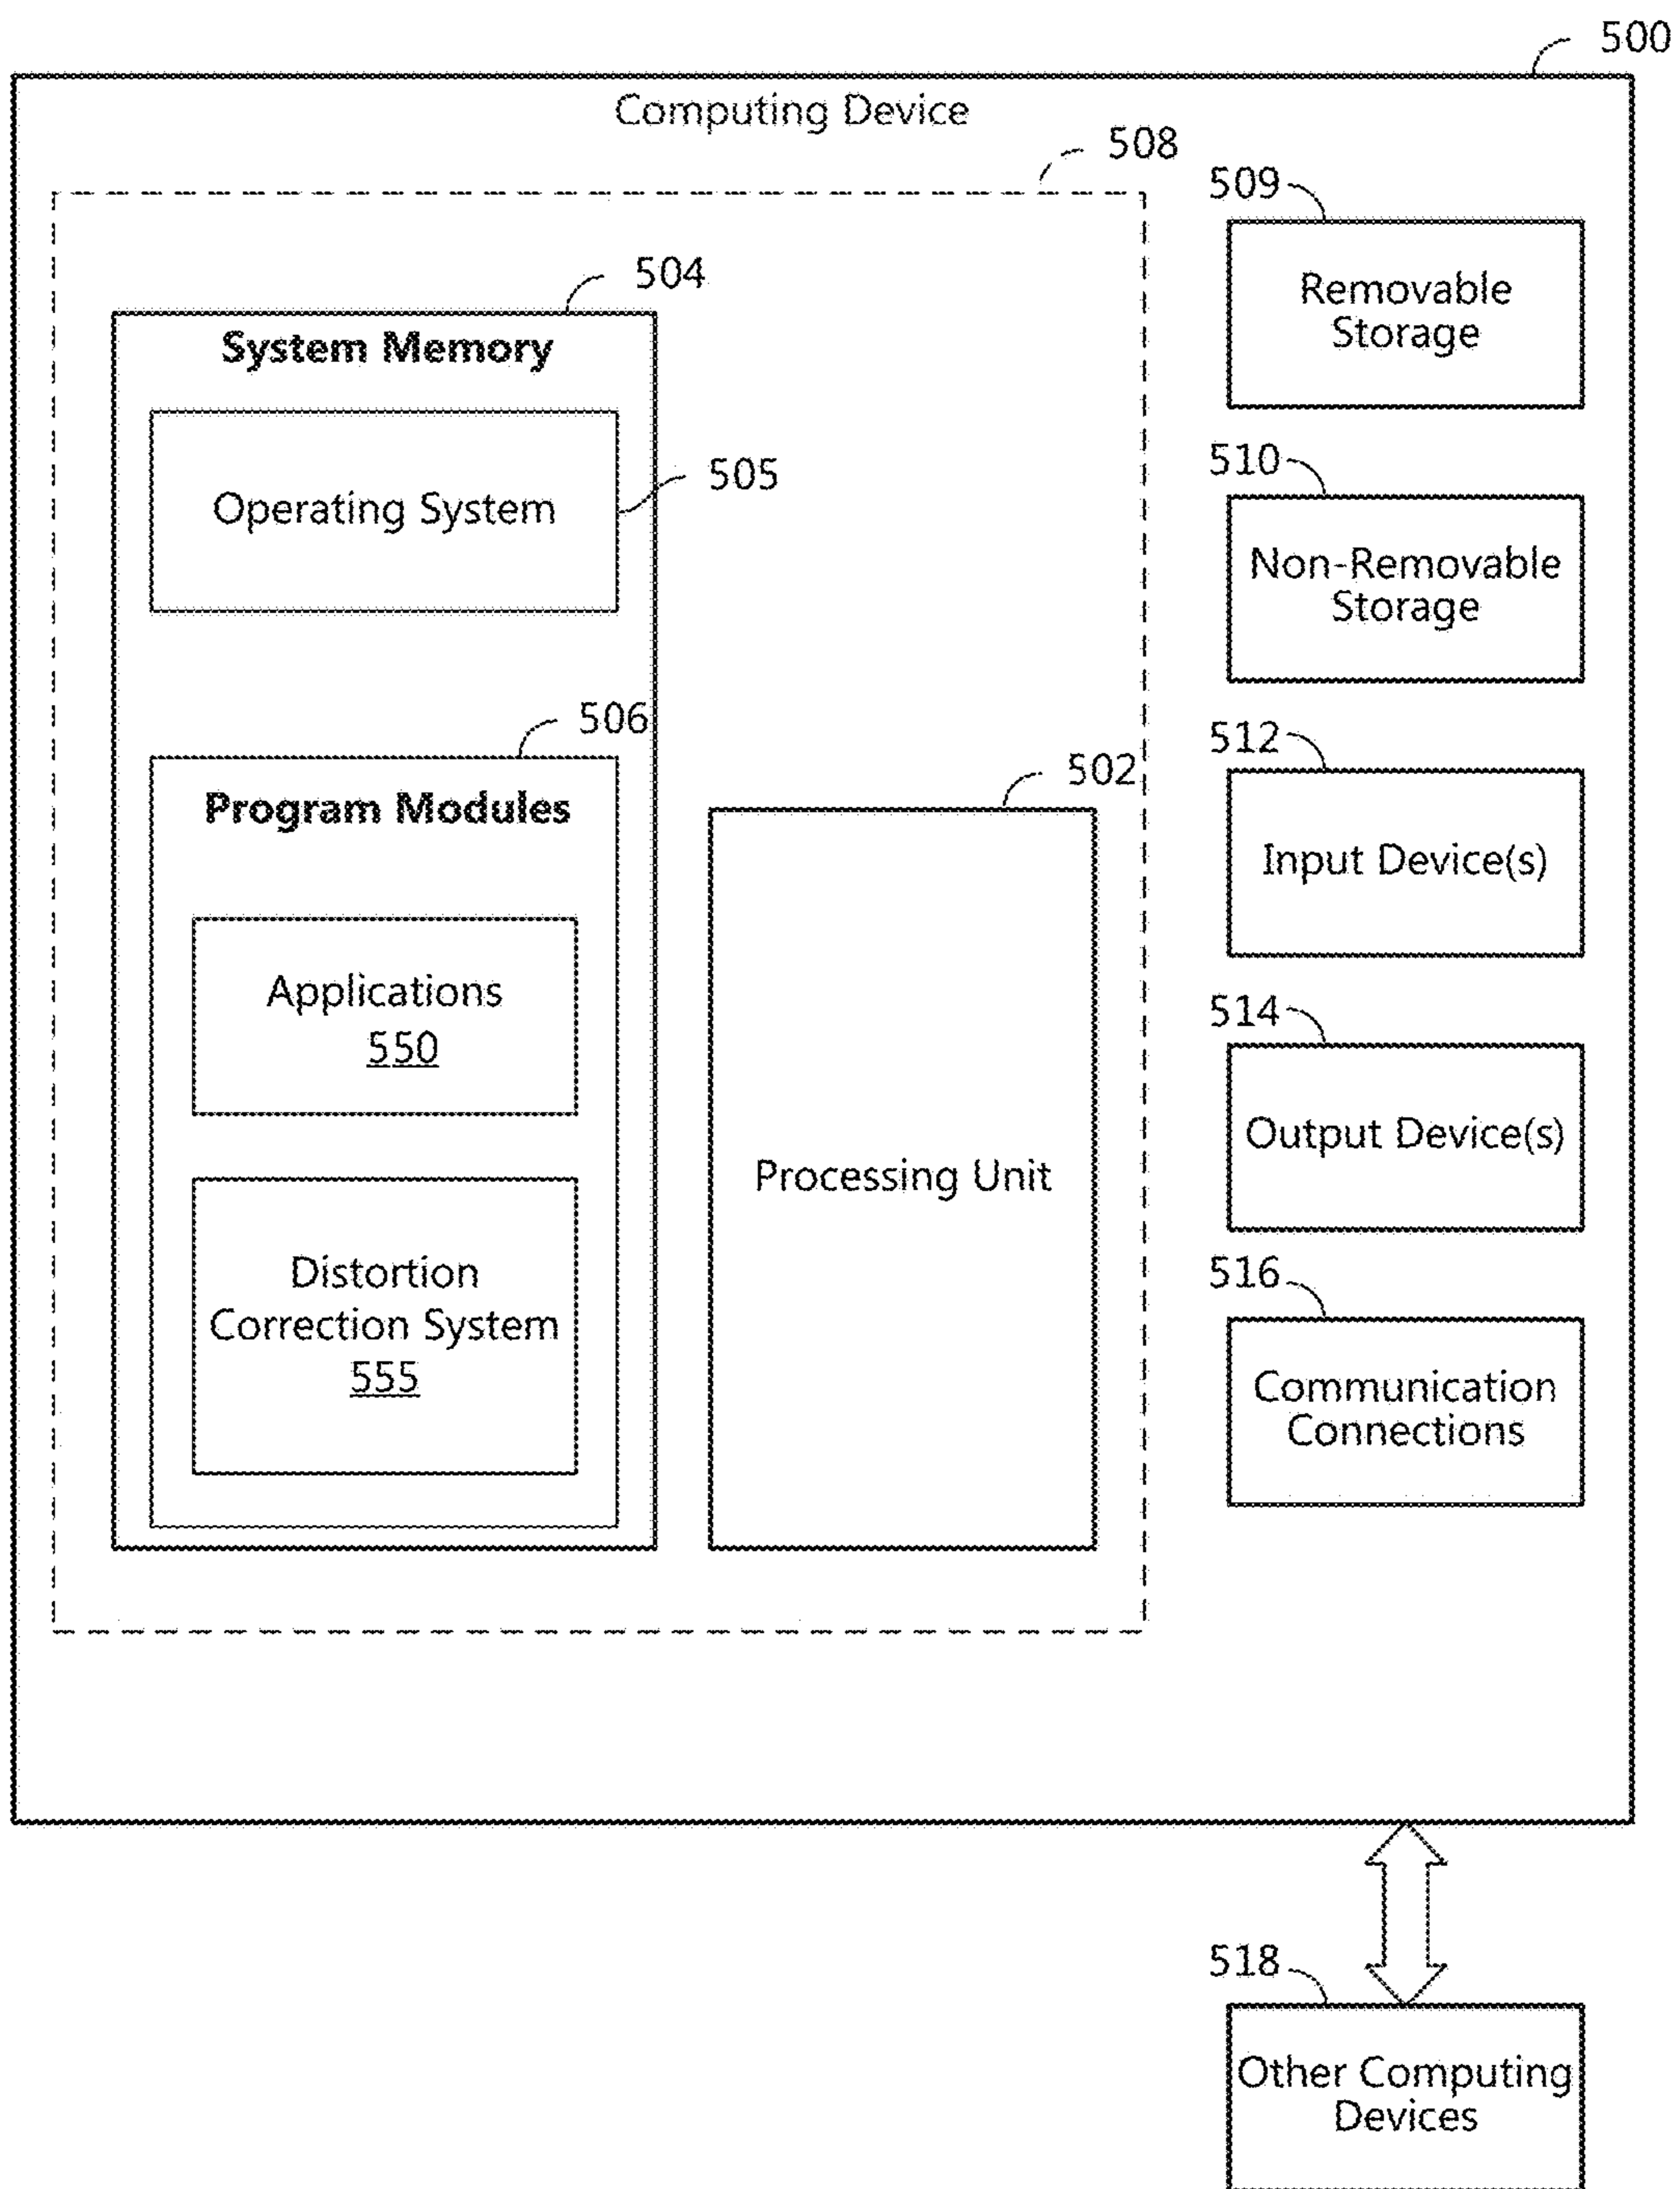 500
Computing Device
508
504
System Memory
Operating System
505
506
Program Modules
Applications
550
Distortion
Correction System
555
502
Processing Unit
509
Removable
Storage
510
Non-Removable
Storage
512
Input Device(s)
514
Output Device(s)
516
Communication
Connections
518
Other Computing
Devices